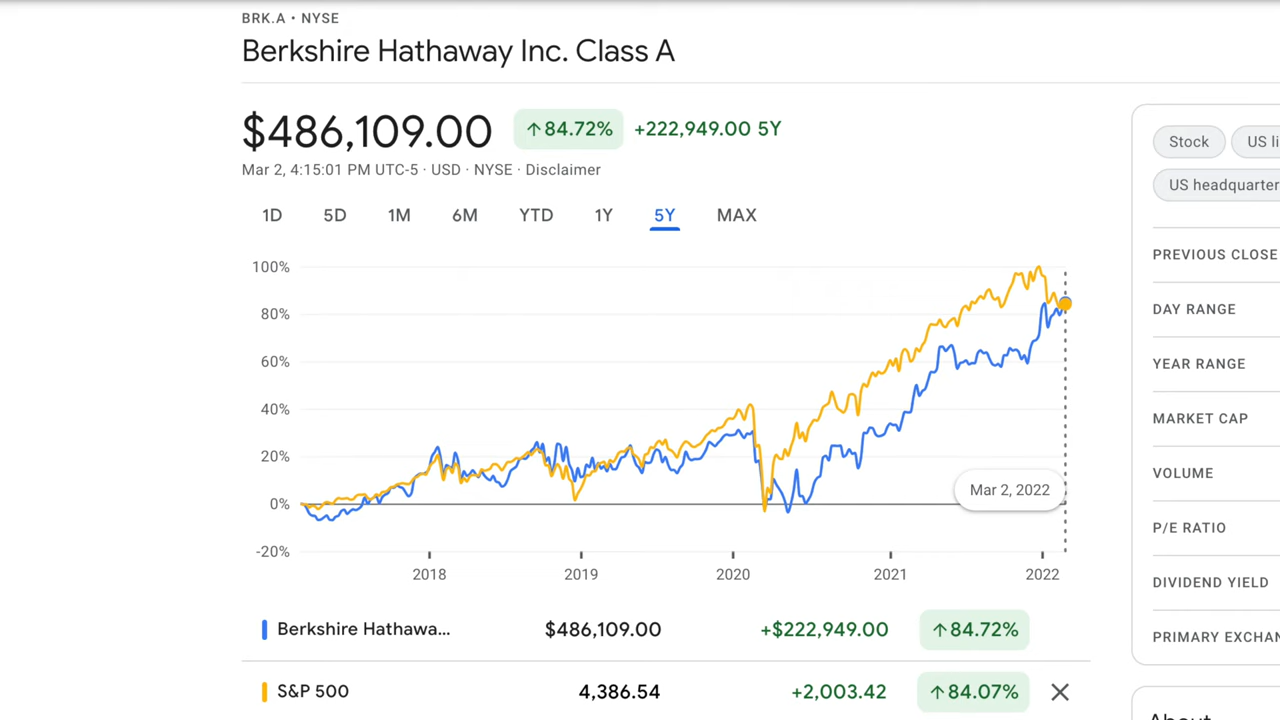 BRK.A • NYSE
Berkshire Hathaway Inc. Class A
$486,109.00 ↑84.72% +222,949.00 5Y
Mar 2, 4:15:01 PM UTC-5 · USD · NYSE · Disclaimer
1D 5D 1M 6M YTD 1Y 5Y MAX
100%
80%
60%
40%
20%
0%
-20%
Mar 2, 2022
2018 2019 2020 2021 2022
Berkshire Hathawa... $486,109.00 +$222,949.00 ↑84.72%
S&P 500 4,386.54 +2,003.42 ↑84.07%
Stock US li
US headquarter
PREVIOUS CLOSE
DAY RANGE
YEAR RANGE
MARKET CAP
VOLUME
P/E RATIO
DIVIDEND YIELD
PRIMARY EXCHAN
About